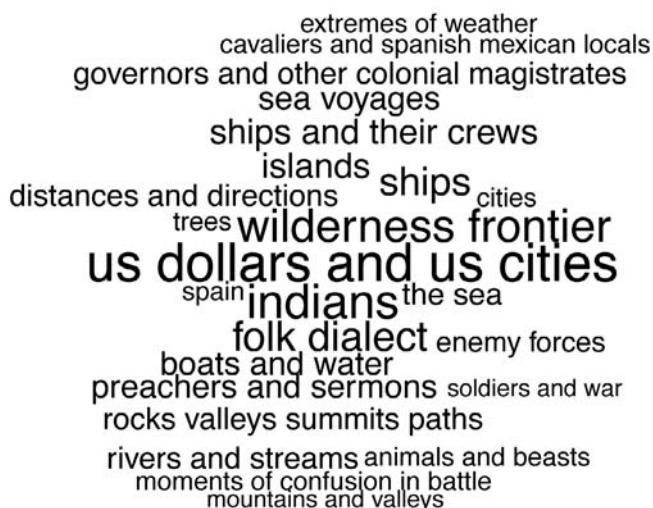 extremes of weather
cavaliers and spanish mexican locals
governors and other colonial magistrates
sea voyages
ships and their crews
islands
ships
distances and directions
cities
trees
wilderness frontier
us dollars and us cities
spain
indians
the sea
folk dialect
enemy forces
boats and water
preachers and sermons
soldiers and war
rocks valleys summits paths
rivers and streams
animals and beasts
moments of confusion in battle
mountains and valleys